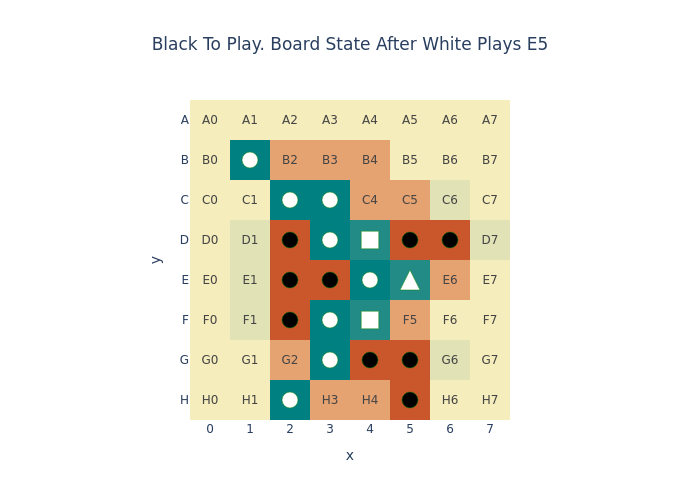 Black To Play. Board State After White Plays E5
A A0 A1 A2 A3 A4 A5 A6 A7
B B0 B2 B3 B4 B5 B6 B7
C C0 C1 C4 C5 C6 C7
D D0 D1 D7
y
E E0 E1 E6 E7
F F0 F1 F5 F6 F7
G G0 G1 G2 G6 G7
H H0 H1 H3 H4 H6 H7
0 1 2 3 4 5 6 7
x